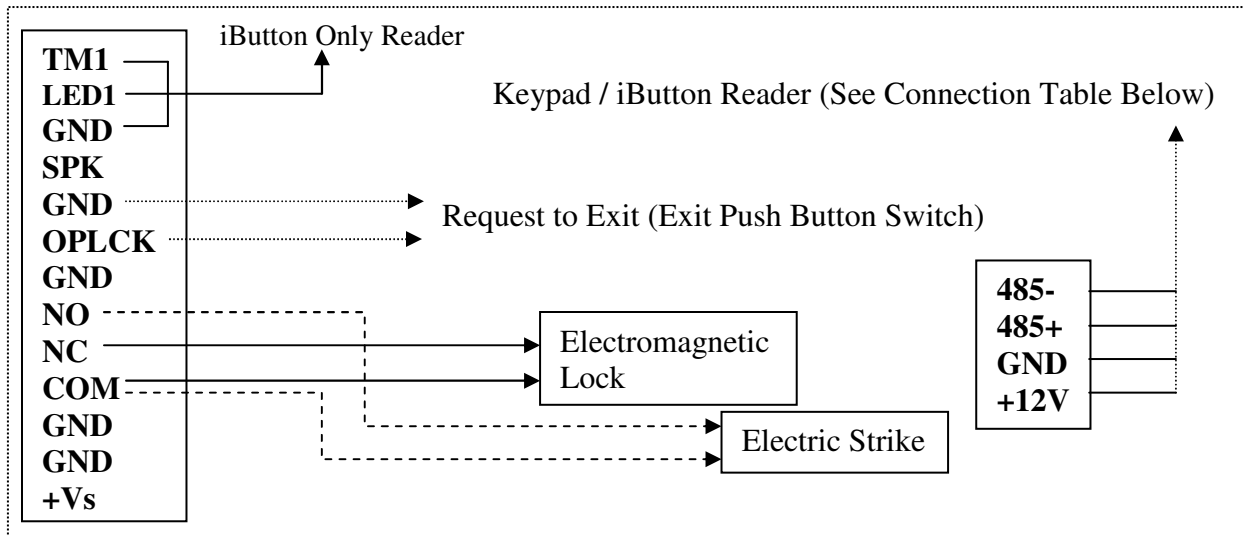 iButton Only Reader
TM1
LED1
GND
SPK
GND
OPLCK
GND
NO
NC
COM
GND
GND
+Vs
Keypad / iButton Reader (See Connection Table Below)
Request to Exit (Exit Push Button Switch)
Electromagnetic
Lock
Electric Strike
485-
485+
GND
+12V